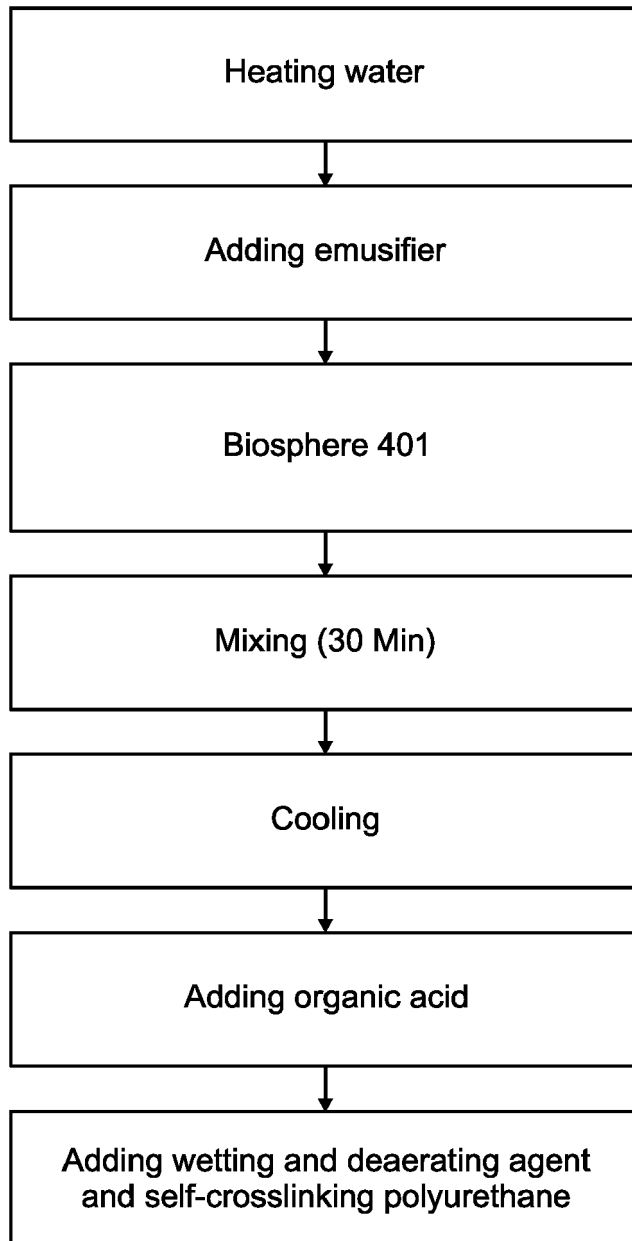 Heating water
Adding emusifier
Biosphere 401
Mixing (30 Min)
Cooling
Adding organic acid
Adding wetting and deaerating agent
and self-crosslinking polyurethane